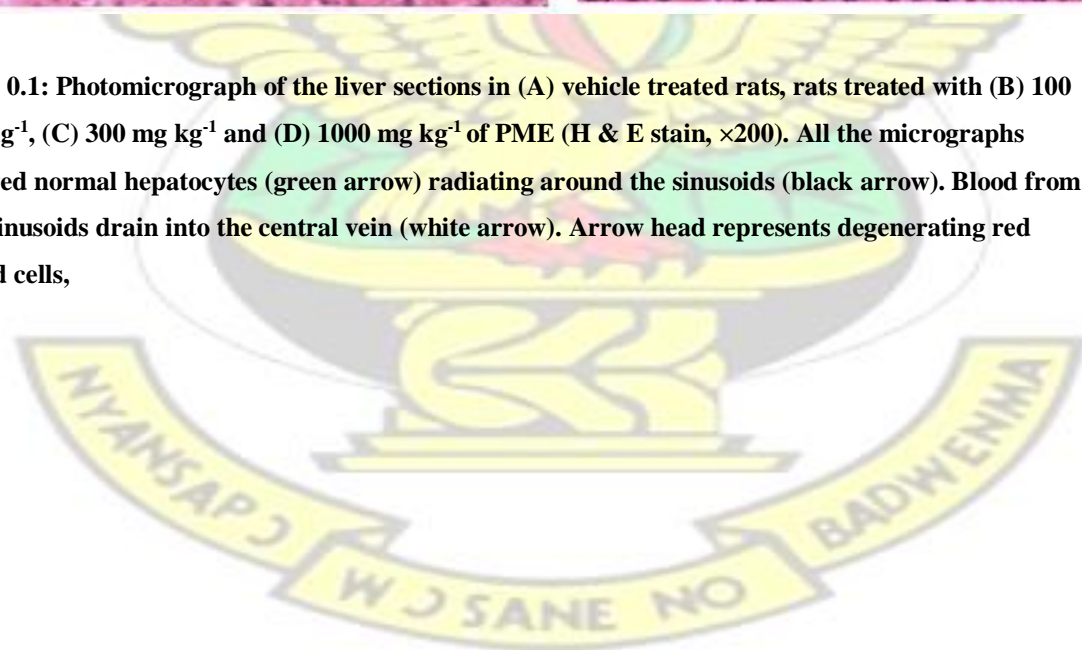 0.1: Photomicrograph of the liver sections in (A) vehicle treated rats, rats treated with (B) 100
g-1, (C) 300 mg kg-1 and (D) 1000 mg kg-1 of PME (H & E stain, ×200). All the micrographs
ed normal hepatocytes (green arrow) radiating around the sinusoids (black arrow). Blood from
inusoids drain into the central vein (white arrow). Arrow head represents degenerating red
d cells,
NYANSAPƆ
WƆSANE NO
BADWENMA